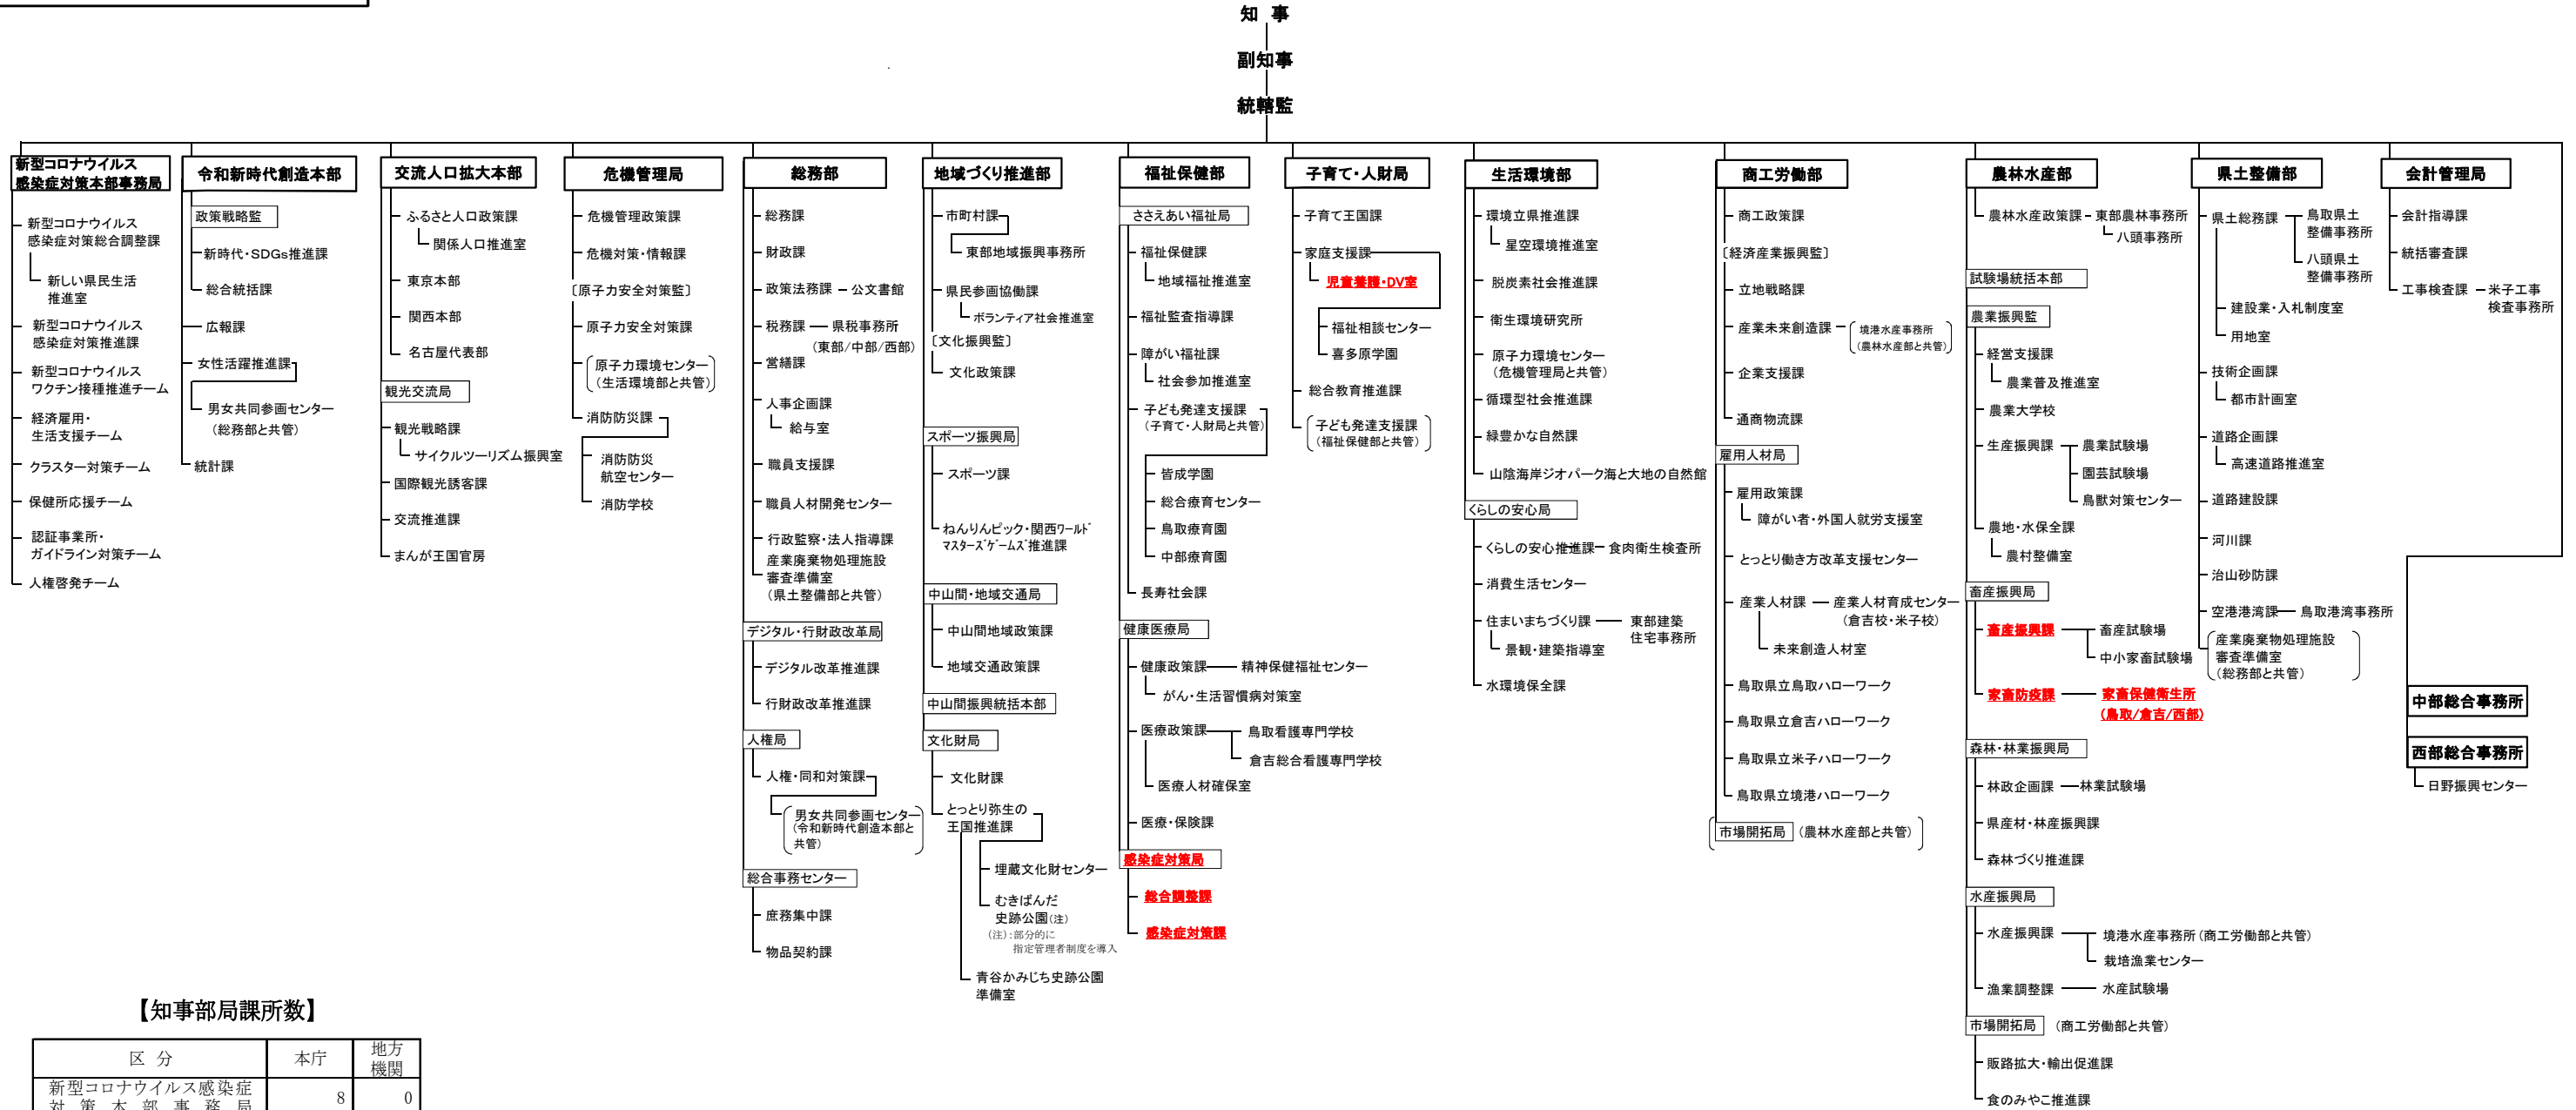 知 事
副知事
統轄監
新型コロナウイルス
感染症対策本部事務局
新型コロナウイルス
感染症対策総合調整課
新しい県民生活
推進室
新型コロナウイルス
感染症対策推進課
新型コロナウイルス
ワクチン接種推進チーム
経済雇用・
生活支援チーム
クラスター対策チーム
保健所応援チーム
認証事業所・
ガイドライン対策チーム
人権啓発チーム
令和新時代創造本部
政策戦略監
新時代・SDGs推進課
総合統括課
広報課
女性活躍推進課
男女共同参画センター
(総務部と共管)
統計課
交流人口拡大本部
ふるさと人口政策課
関係人口推進室
東京本部
関西本部
名古屋代表部
観光交流局
観光戦略課
サイクルツーリズム振興室
国際観光誘客課
交流推進課
まんが王国官房
危機管理局
危機管理政策課
危機対策・情報課
〔原子力安全対策監〕
原子力安全対策課
原子力環境センター
(生活環境部と共管)
消防防災課
消防防災
航空センター
消防学校
総務部
総務課
財政課
政策法務課 公文書館
税務課 県税事務所
(東部/中部/西部)
営繕課
人事企画課
給与室
職員支援課
職員人材開発センター
行政監察・法人指導課
産業廃棄物処理施設
審査準備室
(県土整備部と共管)
デジタル・行財政改革局
デジタル改革推進課
行財政改革推進課
人権局
人権・同和対策課
男女共同参画センター
(令和新時代創造本部と
共管)
総合事務センター
庶務集中課
物品契約課
地域づくり推進部
市町村課
東部地域振興事務所
県民参画協働課
ボランティア社会推進室
〔文化振興監〕
文化政策課
スポーツ振興局
スポーツ課
ねんりんピック・関西ワールド
マスターズゲームズ推進課
中山間・地域交通局
中山間地域政策課
地域交通政策課
中山間振興統括本部
文化財局
文化財課
とっとり弥生の
王国推進課
埋蔵文化財センター
むきばんだ
史跡公園(注)
(注):部分的に
指定管理者制度を導入
青谷かみじち史跡公園
準備室
福祉保健部
ささえあい福祉局
福祉保健課
地域福祉推進室
福祉監査指導課
障がい福祉課
社会参加推進室
子ども発達支援課
(子育て・人財局と共管)
皆成学園
総合療育センター
鳥取療育園
中部療育園
長寿社会課
健康医療局
健康政策課 精神保健福祉センター
がん・生活習慣病対策室
医療政策課 鳥取看護専門学校
倉吉総合看護専門学校
医療人材確保室
医療・保険課
感染症対策局
総合調整課
感染症対策課
子育て・人財局
子育て王国課
家庭支援課
児童養護・DV室
福祉相談センター
喜多原学園
総合教育推進課
子ども発達支援課
(福祉保健部と共管)
生活環境部
環境立県推進課
星空環境推進室
脱炭素社会推進課
衛生環境研究所
原子力環境センター
(危機管理局と共管)
循環型社会推進課
緑豊かな自然課
山陰海岸ジオパーク海と大地の自然館
くらしの安心局
くらしの安心推進課 食肉衛生検査所
消費生活センター
住まいまちづくり課 東部建築
住宅事務所
景観・建築指導室
水環境保全課
商工労働部
商工政策課
〔経済産業振興監〕
立地戦略課
産業未来創造課 境港水産事務所
(農林水産部と共管)
企業支援課
通商物流課
雇用人材局
雇用政策課
障がい者・外国人就労支援室
とっとり働き方改革支援センター
産業人材課 産業人材育成センター
(倉吉校・米子校)
未来創造人材室
鳥取県立鳥取ハローワーク
鳥取県立倉吉ハローワーク
鳥取県立米子ハローワーク
鳥取県立境港ハローワーク
市場開拓局 (農林水産部と共管)
農林水産部
農林水産政策課 東部農林事務所
八頭事務所
試験場統括本部
農業振興監
経営支援課
農業普及推進室
農業大学校
生産振興課 農業試験場
園芸試験場
鳥獣対策センター
農地・水保全課
農村整備室
畜産振興局
畜産振興課 畜産試験場
中小家畜試験場
家畜防疫課 家畜保健衛生所
(鳥取/倉吉/西部)
森林・林業振興局
林政企画課 林業試験場
県産材・林産振興課
森林づくり推進課
水産振興局
水産振興課 境港水産事務所(商工労働部と共管)
栽培漁業センター
漁業調整課 水産試験場
市場開拓局 (商工労働部と共管)
販路拡大・輸出促進課
食のみやこ推進課
県土整備部
県土総務課 鳥取県土
整備事務所
八頭県土
整備事務所
建設業・入札制度室
用地室
技術企画課
都市計画室
道路企画課
高速道路推進室
道路建設課
河川課
治山砂防課
空港港湾課 鳥取港湾事務所
産業廃棄物処理施設
審査準備室
(総務部と共管)
会計管理局
会計指導課
統括審査課
工事検査課 米子工事
検査事務所
中部総合事務所
西部総合事務所
日野振興センター
【知事部局課所数】
区 分 本庁 地方
機関
新型コロナウイルス感染症
対策本部事務局 8 0